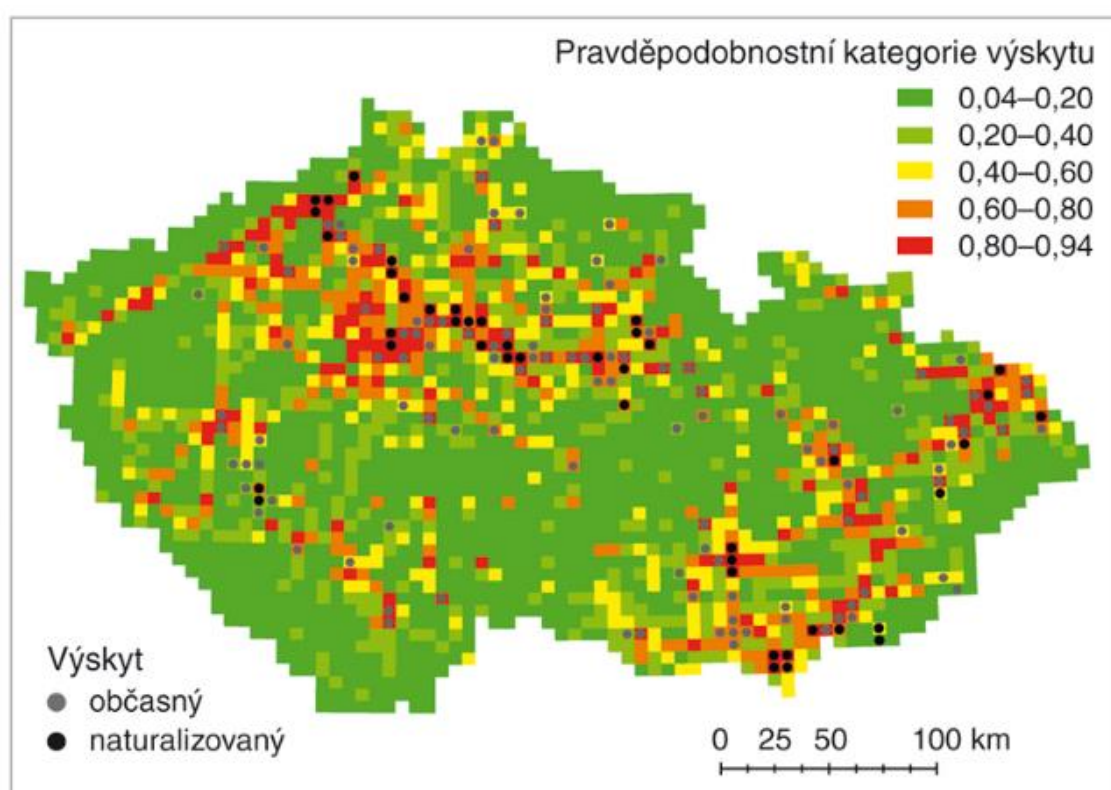 Pravděpodobnostní kategorie výskytu
0,04–0,20
0,20–0,40
0,40–0,60
0,60–0,80
0,80–0,94
Výskyt
občasný
naturalizovaný
0 25 50 100 km